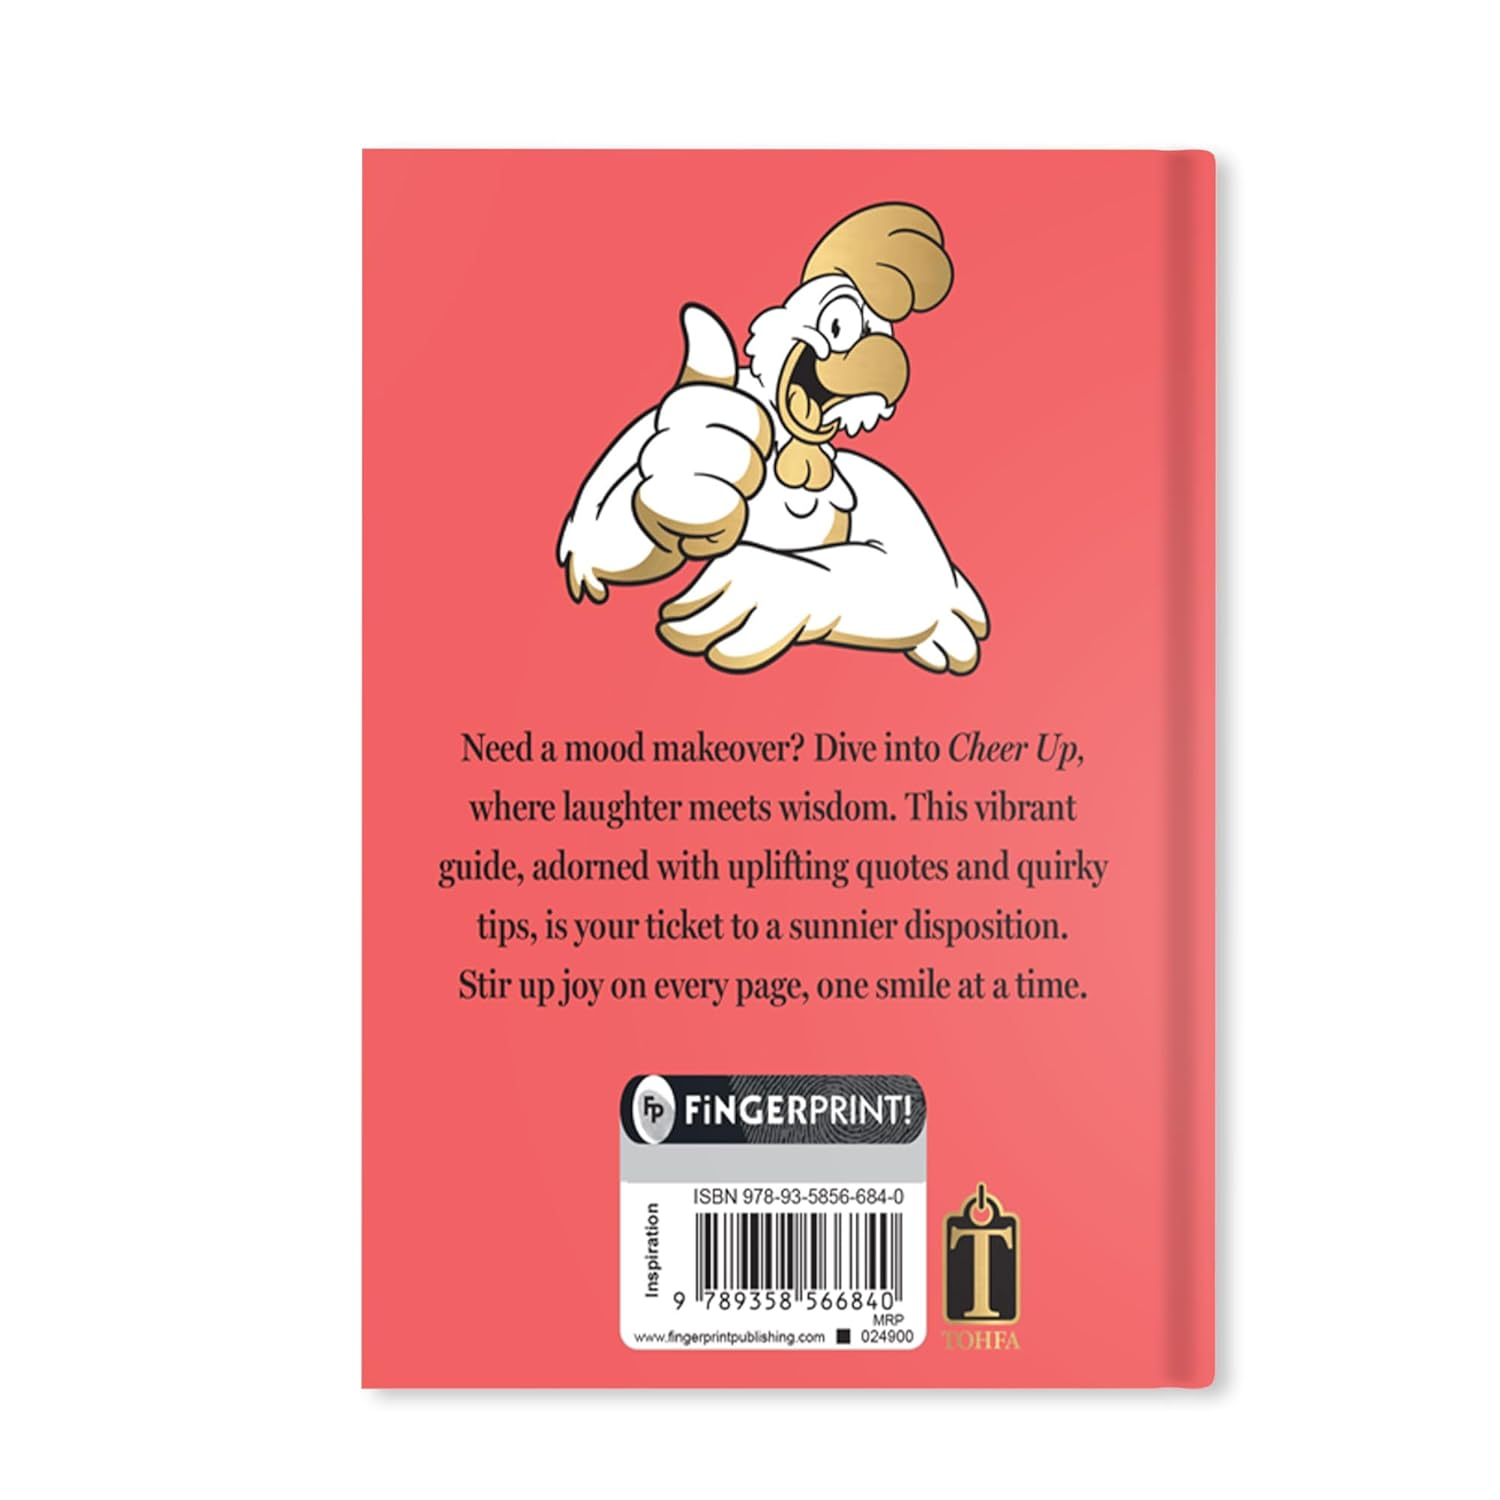 Need a mood makeover? Dive into Cheer Up,
where laughter meets wisdom. This vibrant
guide, adorned with uplifting quotes and quirky
tips, is your ticket to a sunnier disposition.
Stir up joy on every page, one smile at a time.
FP FiNGERPRINT!
ISBN 978-93-5856-684-0
Inspiration
9 789358 566840
MRP
www.fingerprintpublishing.com 024900
T
TOHFA